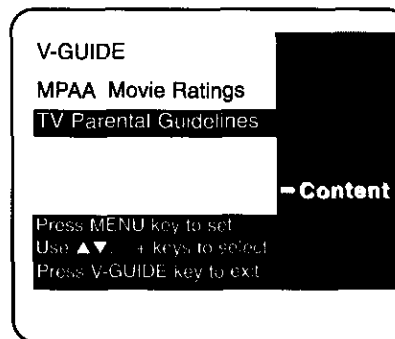 V-GUIDE
MPAA Movie Ratings
TV Parental Guidelines
Content
Press MENU key to set
Use ▲▼, + keys to select
Press V-GUIDE key to exit